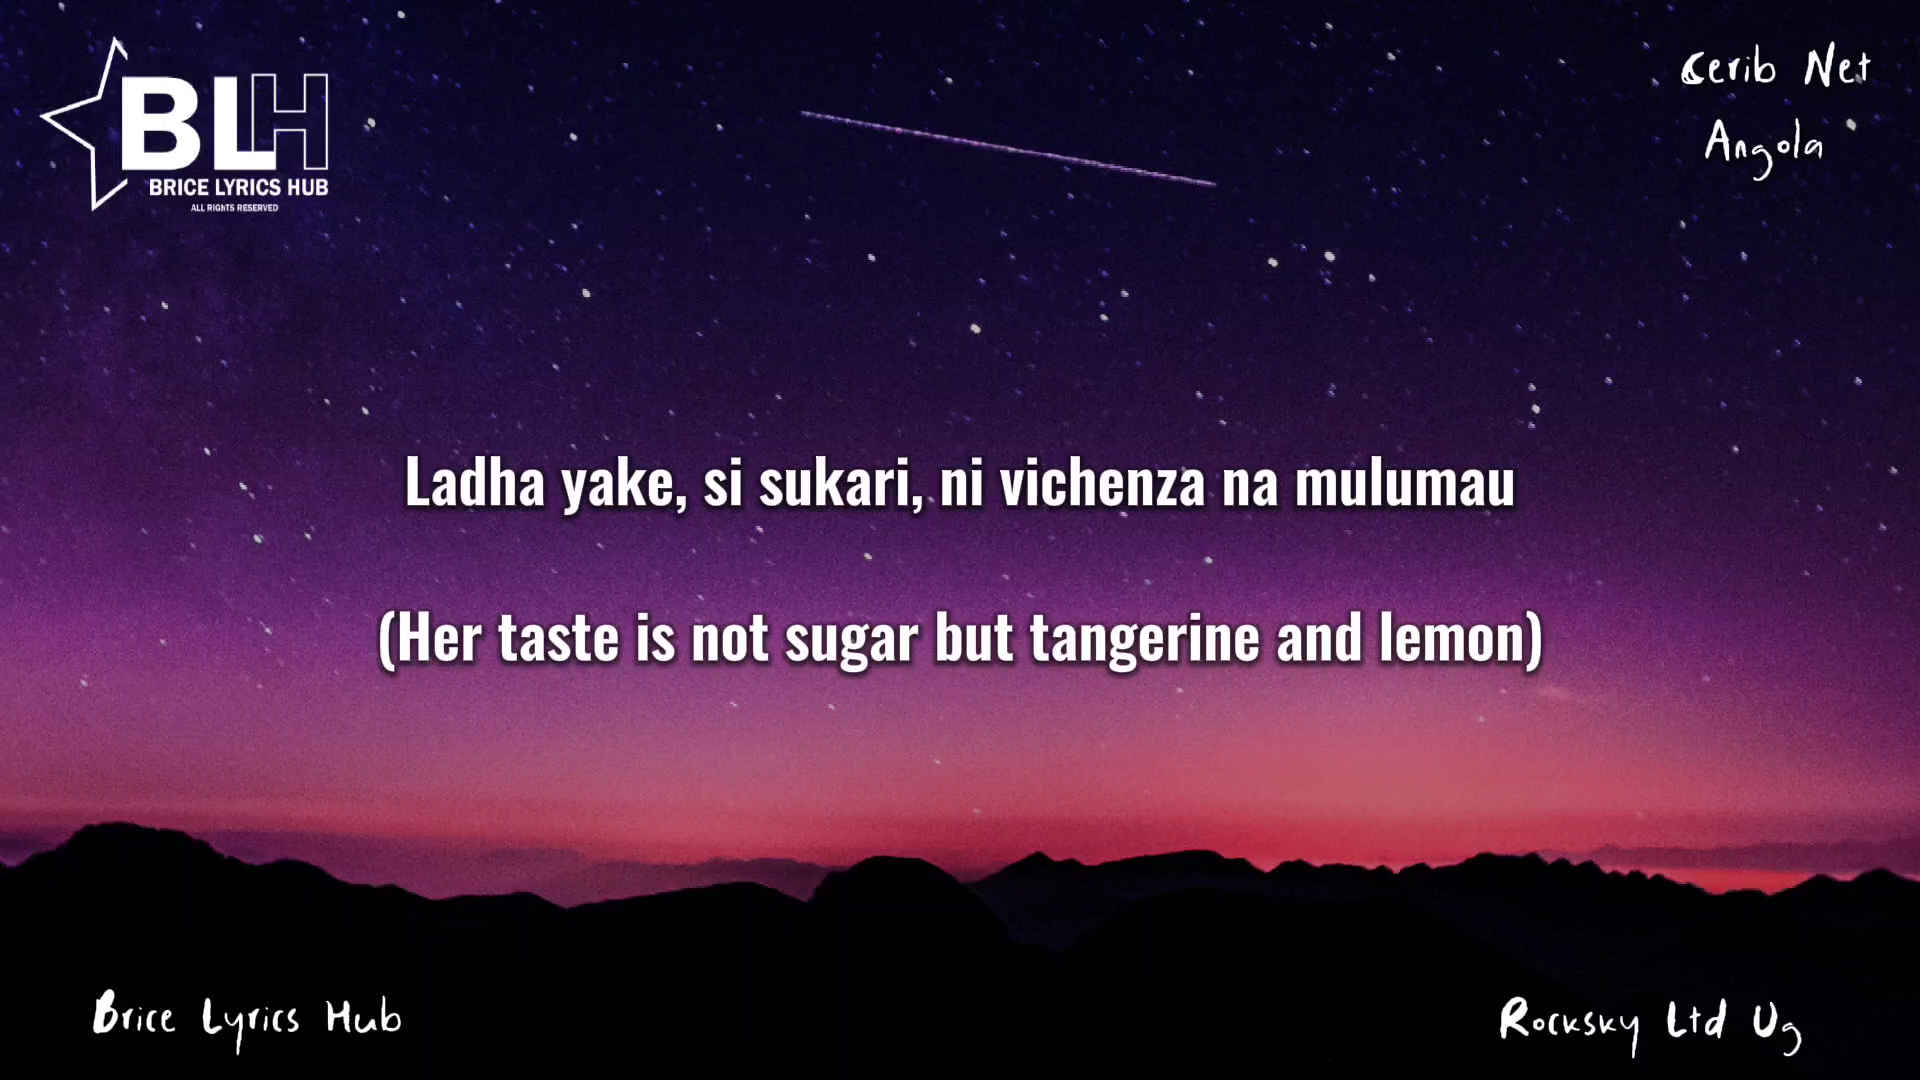 BLH
BRICE LYRICS HUB
ALL RIGHTS RESERVED
Cerib Net
Angola
Ladha yake, si sukari, ni vichenza na mulumau
(Her taste is not sugar but tangerine and lemon)
Brice Lyrics Hub
Rocksky Ltd Ug